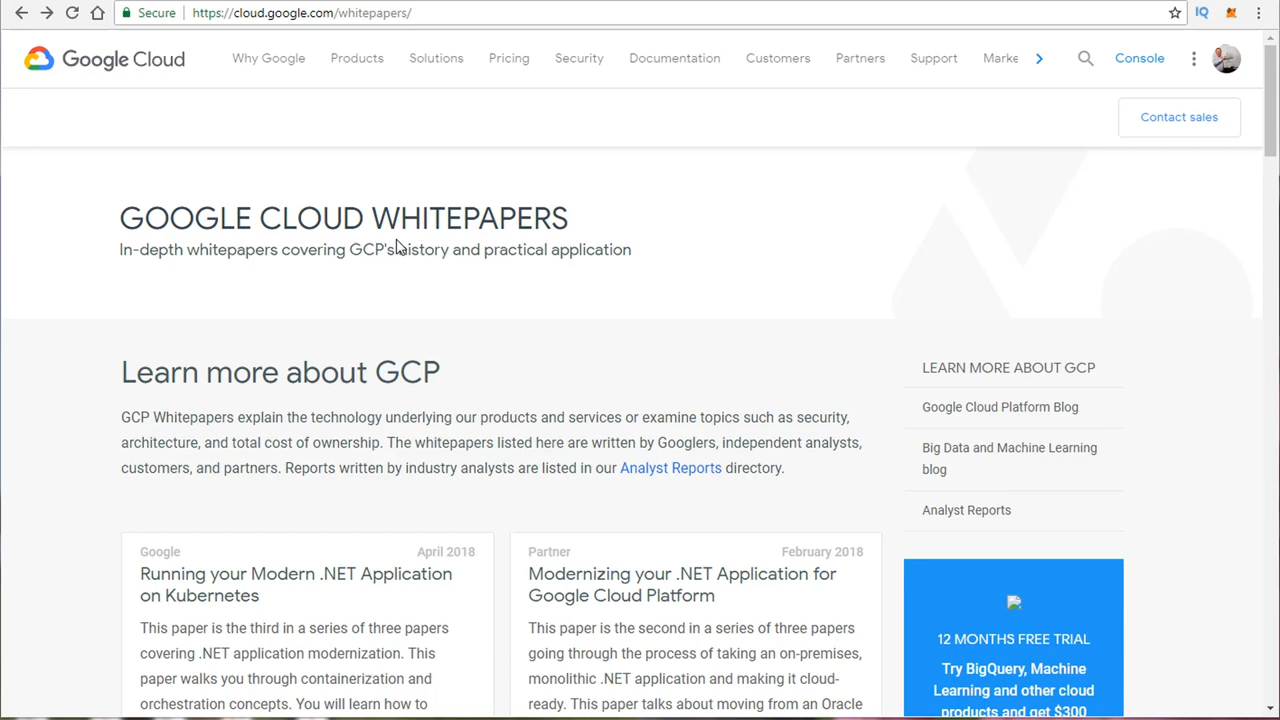 Secure https://cloud.google.com/whitepapers/
IQ
Google Cloud Why Google Products Solutions Pricing Security Documentation Customers Partners Support Marke Console
Contact sales
GOOGLE CLOUD WHITEPAPERS
In-depth whitepapers covering GCP's history and practical application
Learn more about GCP
GCP Whitepapers explain the technology underlying our products and services or examine topics such as security,
architecture, and total cost of ownership. The whitepapers listed here are written by Googlers, independent analysts,
customers, and partners. Reports written by industry analysts are listed in our Analyst Reports directory.
Google April 2018
Running your Modern .NET Application
on Kubernetes
This paper is the third in a series of three papers
covering .NET application modernization. This
paper walks you through containerization and
orchestration concepts. You will learn how to
Partner February 2018
Modernizing your .NET Application for
Google Cloud Platform
This paper is the second in a series of three papers
going through the process of taking an on-premises,
monolithic .NET application and making it cloud-
ready. This paper talks about moving from an Oracle
LEARN MORE ABOUT GCP
Google Cloud Platform Blog
Big Data and Machine Learning
blog
Analyst Reports
12 MONTHS FREE TRIAL
Try BigQuery, Machine
Learning and other cloud
products and get $300